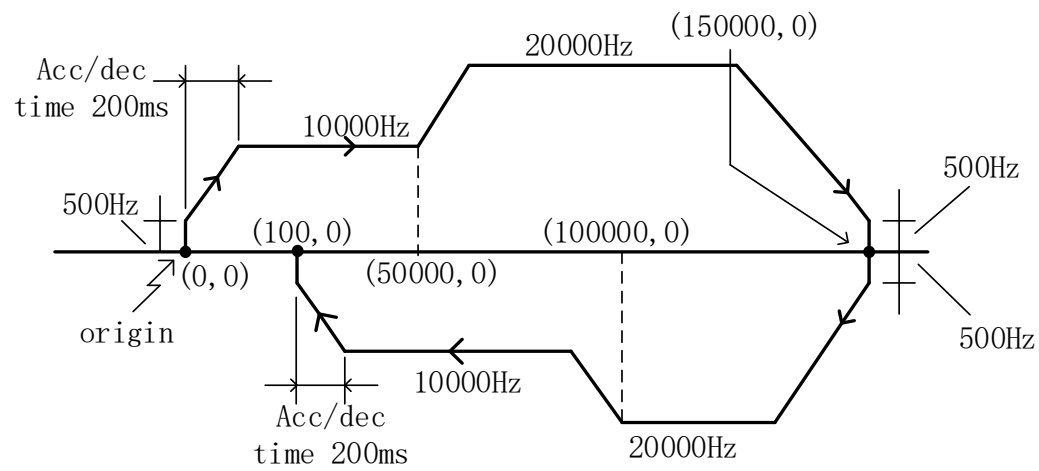 (150000,0)
20000Hz
Acc/dec
time 200ms
10000Hz
500Hz
500Hz
(100,0)
(100000,0)
(0,0)
(50000,0)
origin
500Hz
10000Hz
Acc/dec
time 200ms
20000Hz